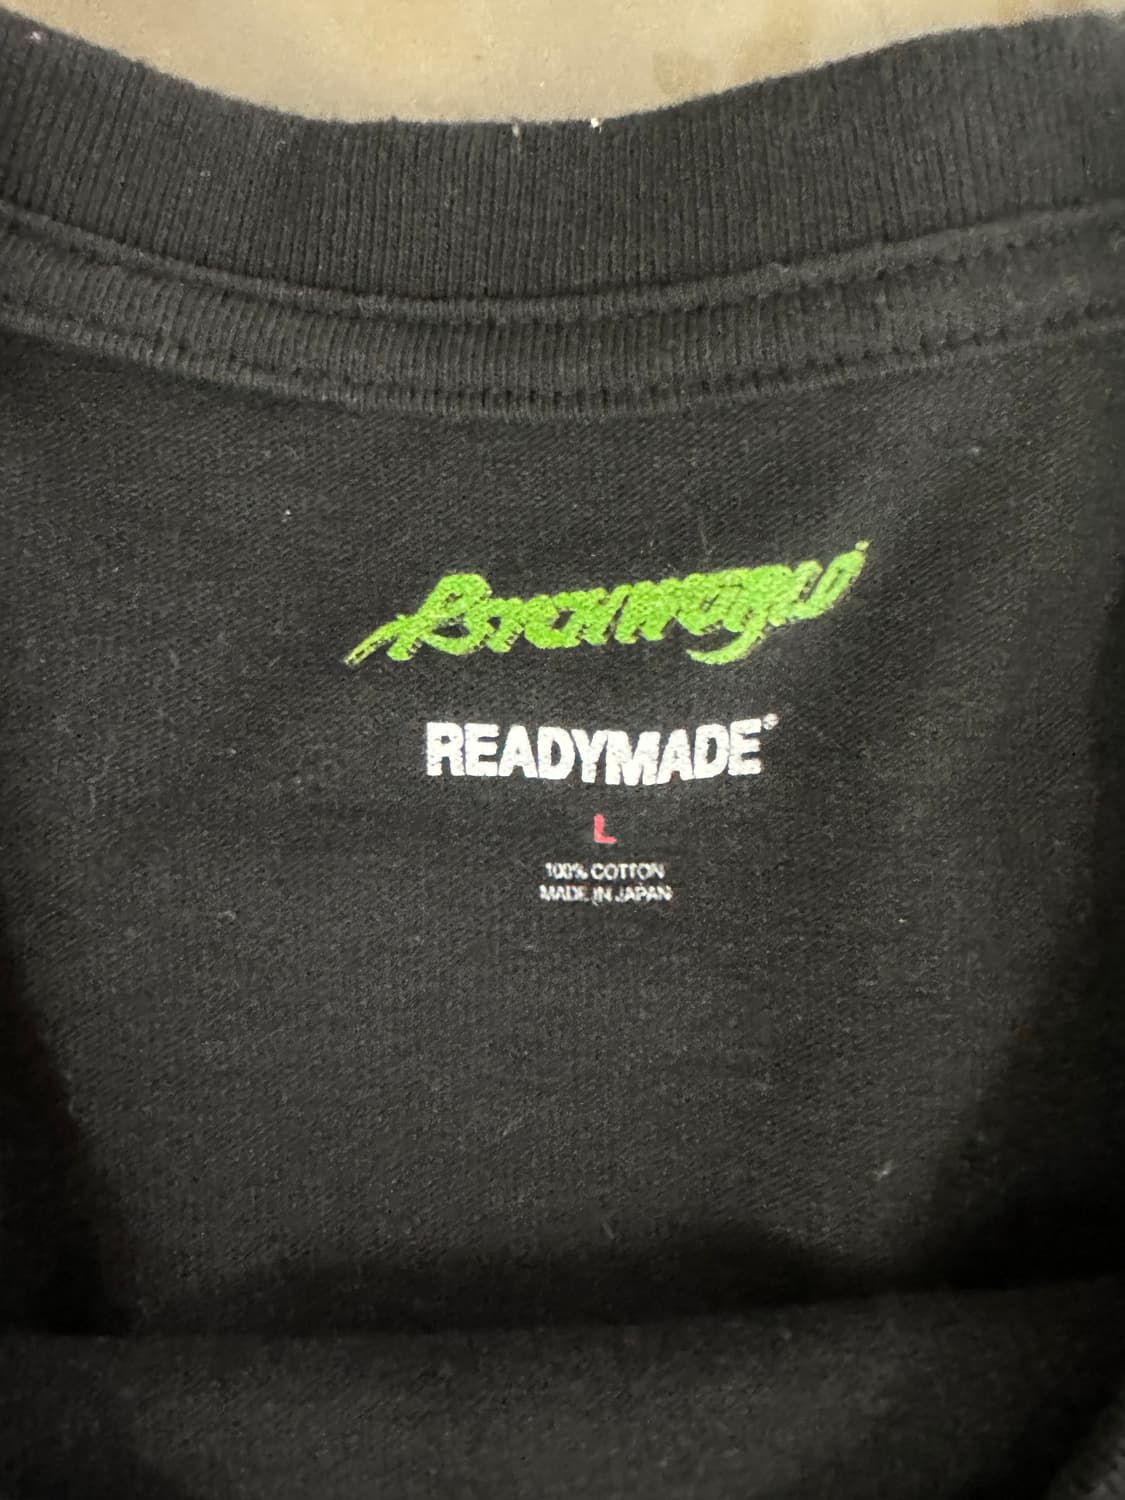 READYMADE®
L
100% COTTON
MADE IN JAPAN